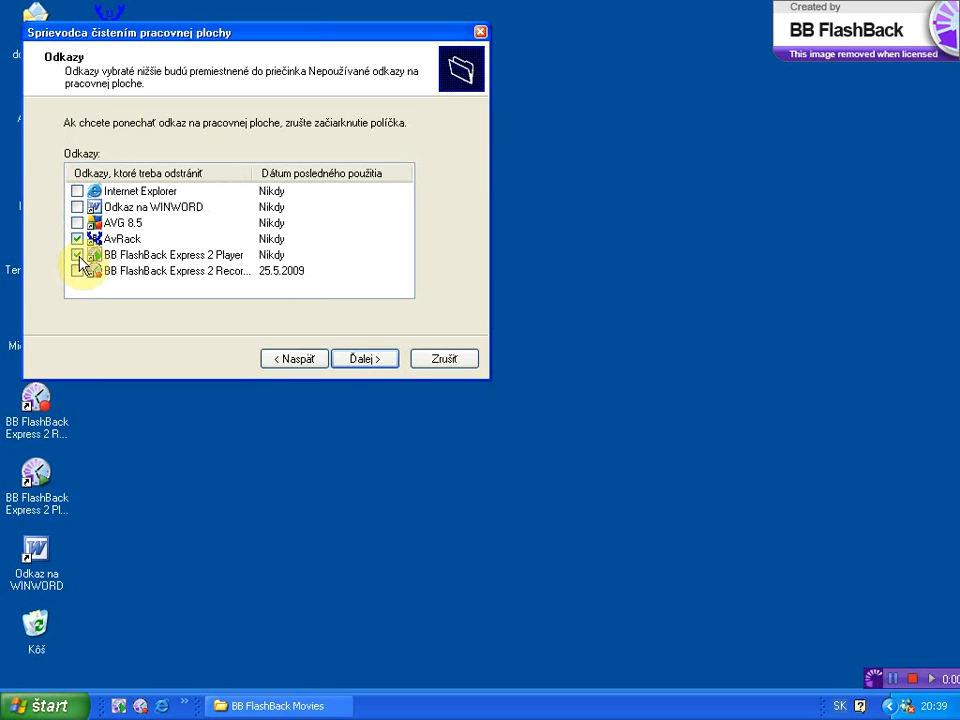 Created by
BB FlashBack
This image removed when licensed
Sprievodca čistením pracovnej plochy
Odkazy
Odkazy vybraté nižšie budú premiestnené do priečinka Nepoužívané odkazy na
pracovnej ploche.
Ak chcete ponechať odkaz na pracovnej ploche, zrušte začiarknutie políčka.
Odkazy:
Odkazy, ktoré treba odstrániť Dátum posledného použitia
Internet Explorer Nikdy
Odkaz na WINWORD Nikdy
AVG 8.5 Nikdy
AvRack Nikdy
BB FlashBack Express 2 Player Nikdy
BB FlashBack Express 2 Recor... 25.5.2009
< Naspäť Ďalej > Zrušiť
BB FlashBack
Express 2 R...
BB FlashBack
Express 2 Pl...
Odkaz na
WINWORD
Kôš
štart
BB FlashBack Movies
SK
20:39